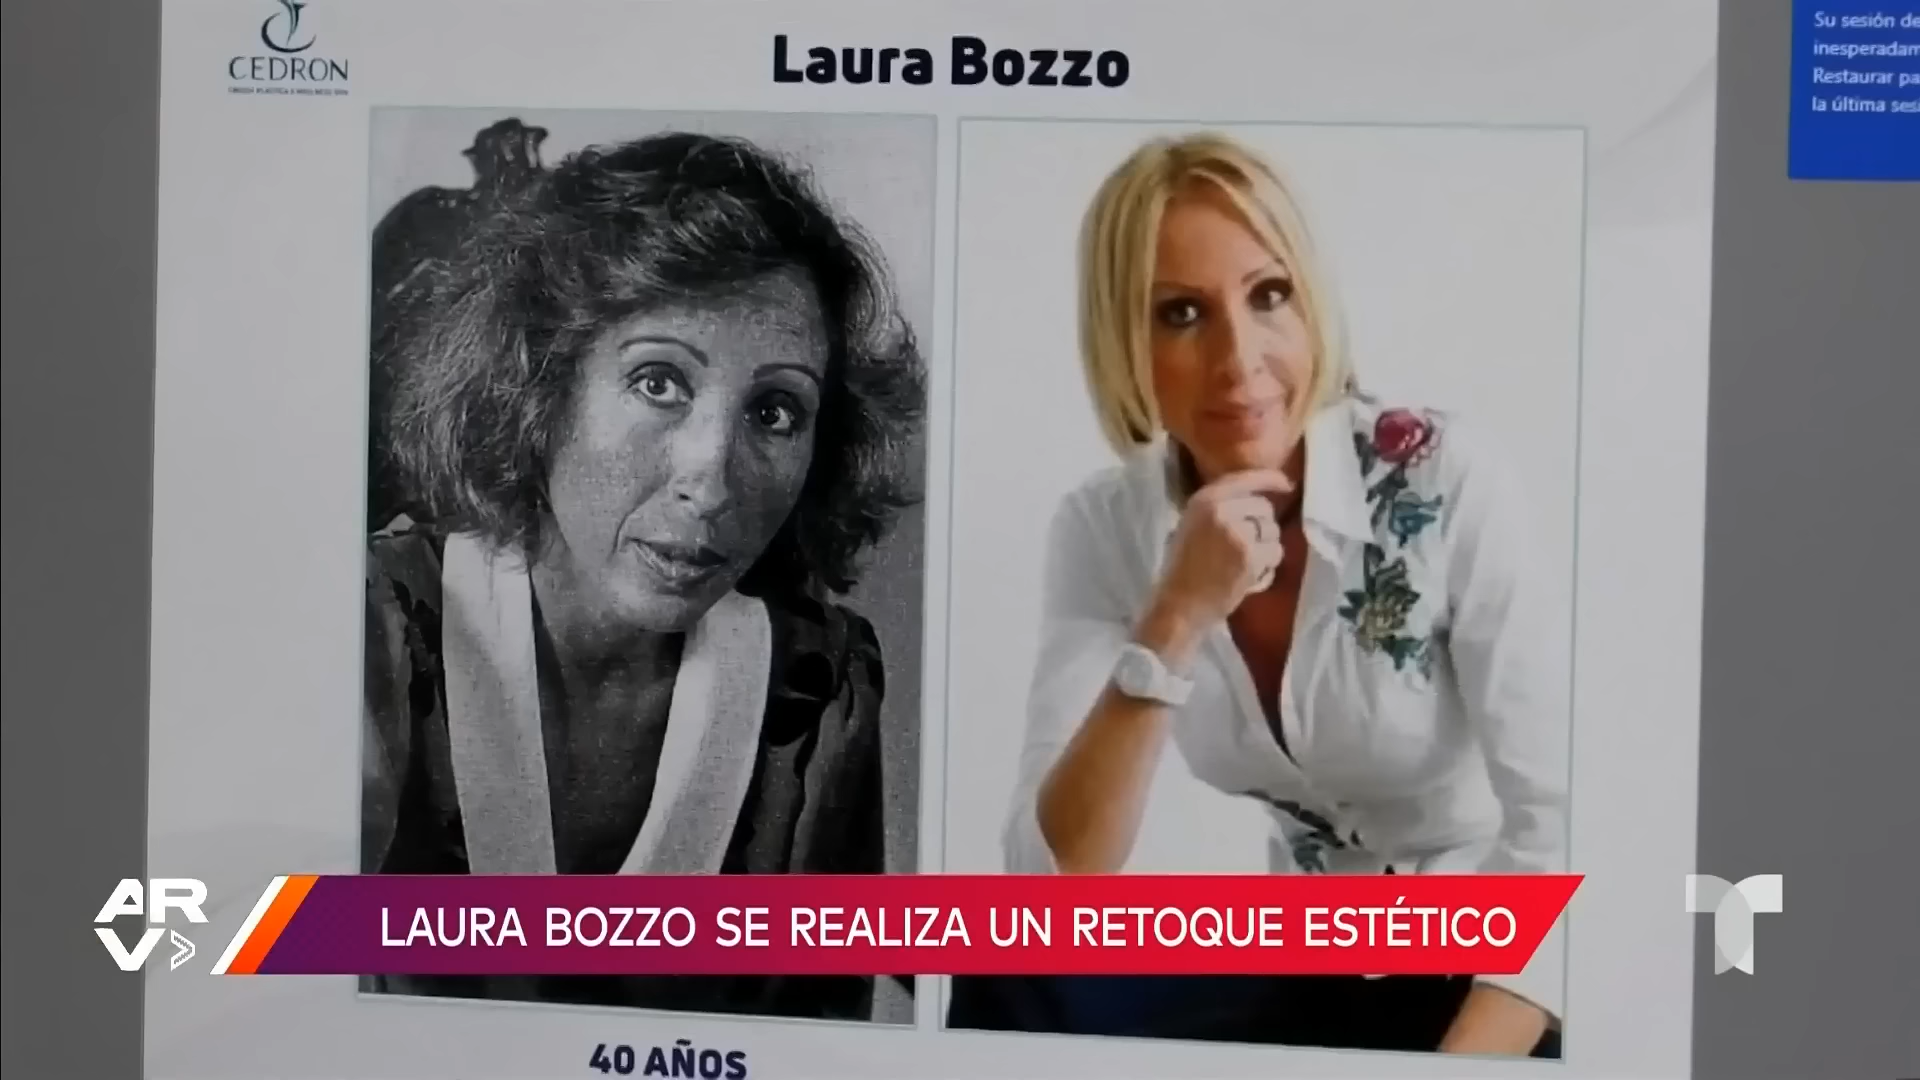 CEDRON
Laura Bozzo
Su sesión de
inesperadam
Restaurar pa
la última ses
ARV
LAURA BOZZO SE REALIZA UN RETOQUE ESTÉTICO
T
40 AÑOS